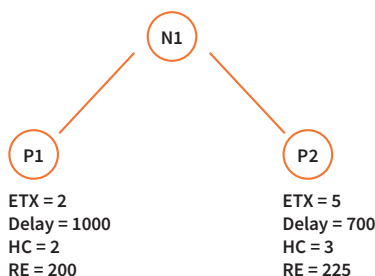 N1
P1
P2
ETX = 2
Delay = 1000
HC = 2
RE = 200
ETX = 5
Delay = 700
HC = 3
RE = 225